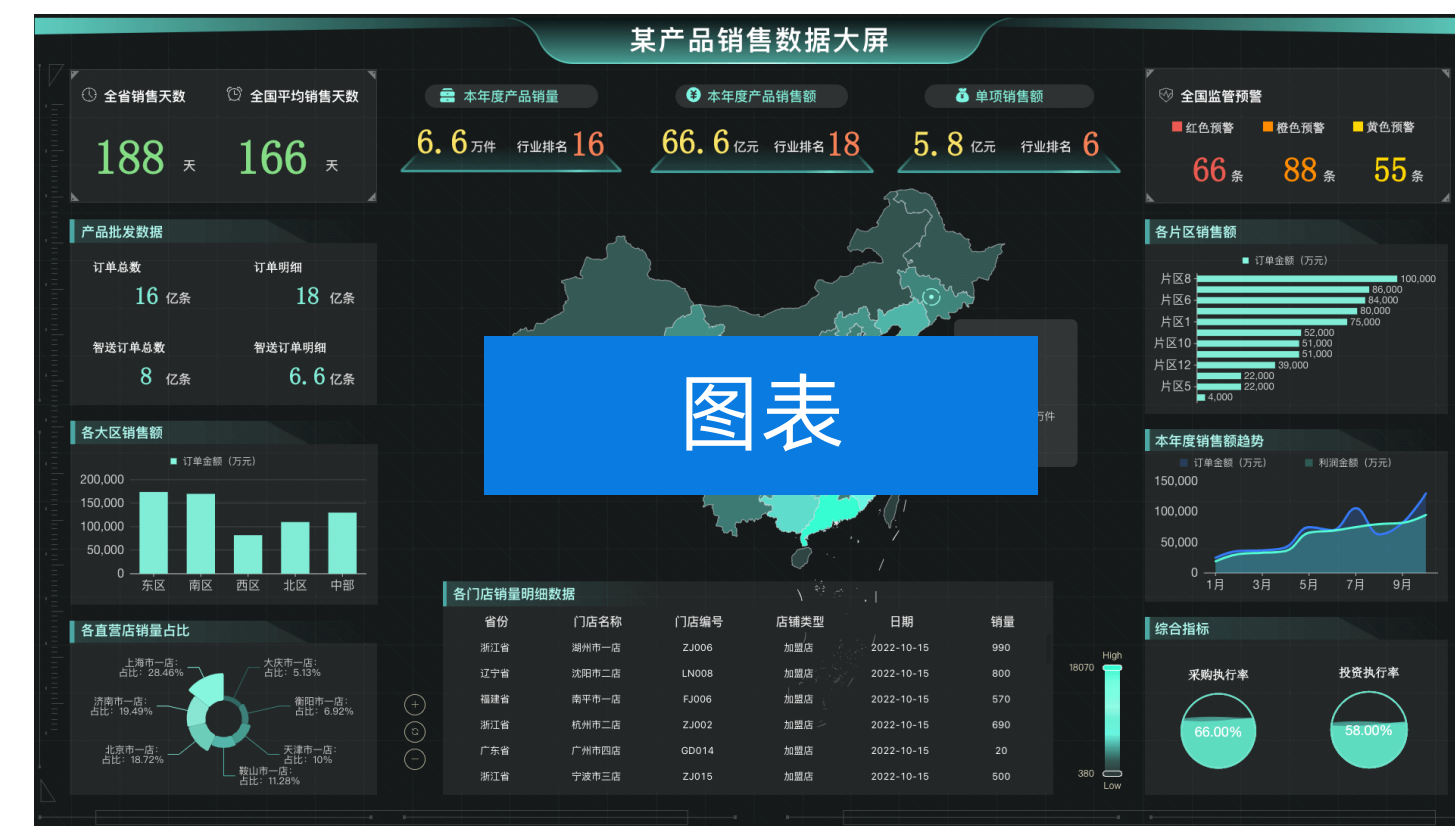 某产品销售数据大屏
全省销售天数 全国平均销售天数
188 天 166 天
本年度产品销量
6.6 万件 行业排名 16
本年度产品销售额
66.6 亿元 行业排名 18
单项销售额
5.8 亿元 行业排名 6
全国监管预警
红色预警 橙色预警 黄色预警
66 条 88 条 55 条
产品批发数据
订单总数 订单明细
16 亿条 18 亿条
智送订单总数 智送订单明细
8 亿条 6.6 亿条
各大区销售额
订单金额（万元）
200,000
150,000
100,000
50,000
0
东区 南区 西区 北区 中部
各直营店销量占比
上海市一店：
占比：28.46%
大庆市一店：
占比：5.13%
济南市一店：
占比：19.49%
衡阳市一店：
占比：6.92%
北京市一店：
占比：18.72%
天津市一店：
占比：10%
鞍山市一店：
占比：11.28%
图表
万件
各门店销量明细数据
省份 门店名称 门店编号 店铺类型 日期 销量
浙江省 湖州市一店 ZJ006 加盟店 2022-10-15 990
辽宁省 沈阳市二店 LN008 加盟店 2022-10-15 800
福建省 南平市一店 FJ006 加盟店 2022-10-15 570
浙江省 杭州市二店 ZJ002 加盟店 2022-10-15 690
广东省 广州市四店 GD014 加盟店 2022-10-15 20
浙江省 宁波市三店 ZJ015 加盟店 2022-10-15 500
High
18070
380
Low
各片区销售额
订单金额（万元）
片区8 100,000
86,000
片区6 84,000
80,000
片区1 75,000
52,000
片区10 51,000
51,000
片区12 39,000
22,000
片区5 22,000
4,000
本年度销售额趋势
订单金额（万元） 利润金额（万元）
150,000
100,000
50,000
0
1月 3月 5月 7月 9月
综合指标
采购执行率 投资执行率
66.00% 58.00%